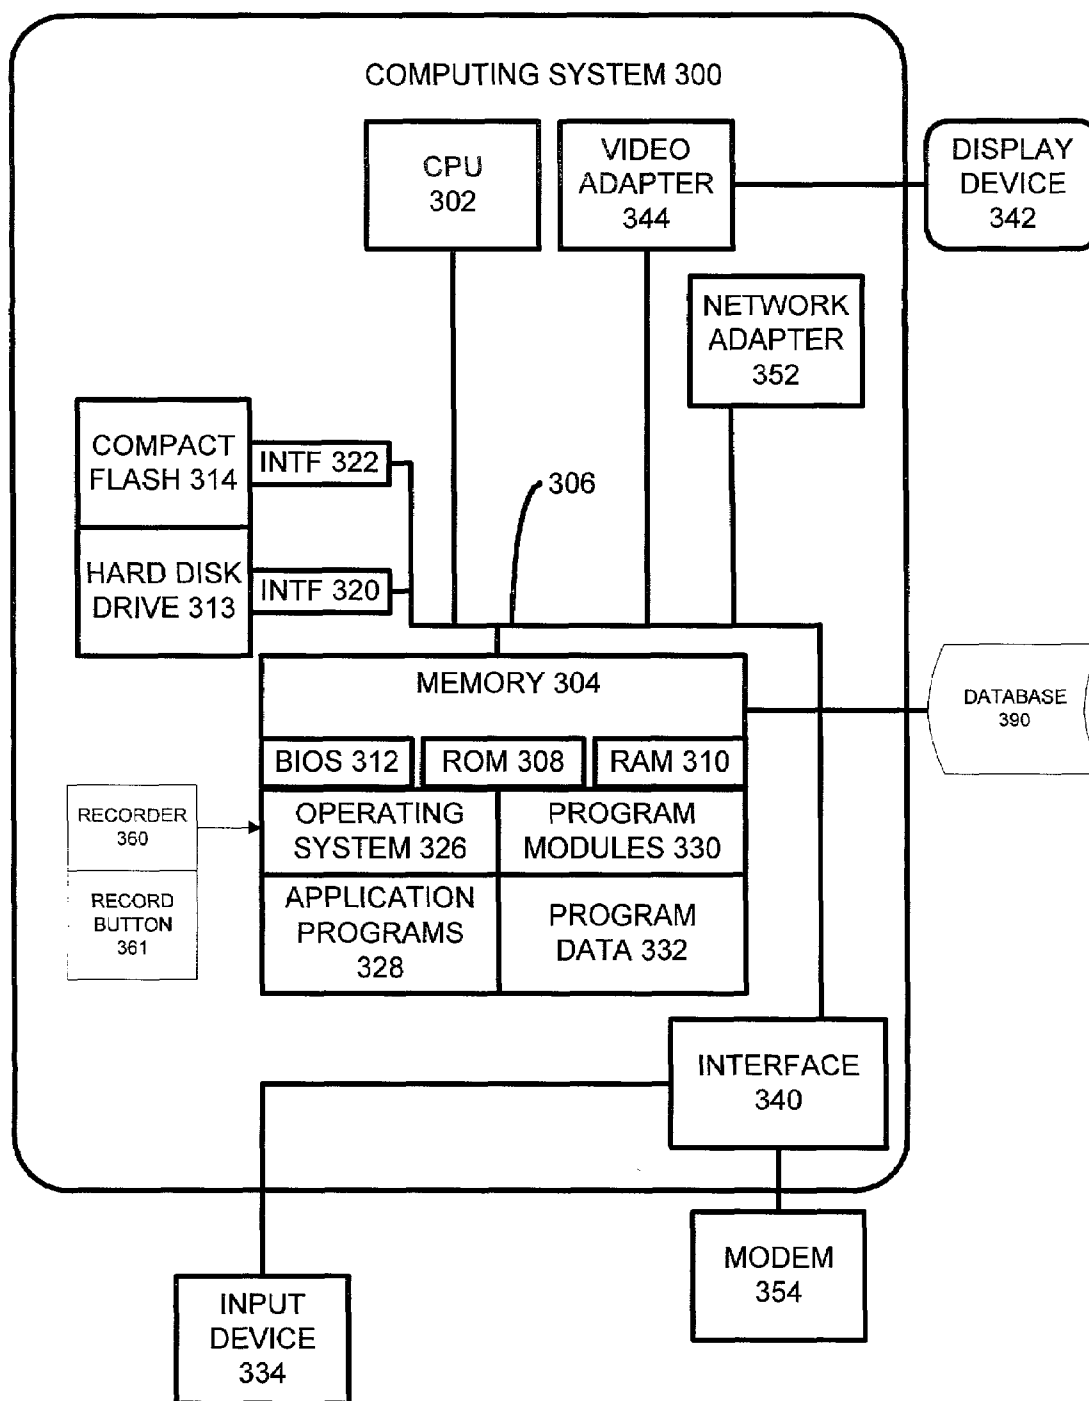 COMPUTING SYSTEM 300
CPU
302
VIDEO
ADAPTER
344
DISPLAY
DEVICE
342
NETWORK
ADAPTER
352
COMPACT
FLASH 314
INTF 322
306
HARD DISK
DRIVE 313
INTF 320
MEMORY 304
DATABASE
390
BIOS 312
ROM 308
RAM 310
RECORDER
360
OPERATING
SYSTEM 326
PROGRAM
MODULES 330
RECORD
BUTTON
361
APPLICATION
PROGRAMS
328
PROGRAM
DATA 332
INTERFACE
340
MODEM
354
INPUT
DEVICE
334